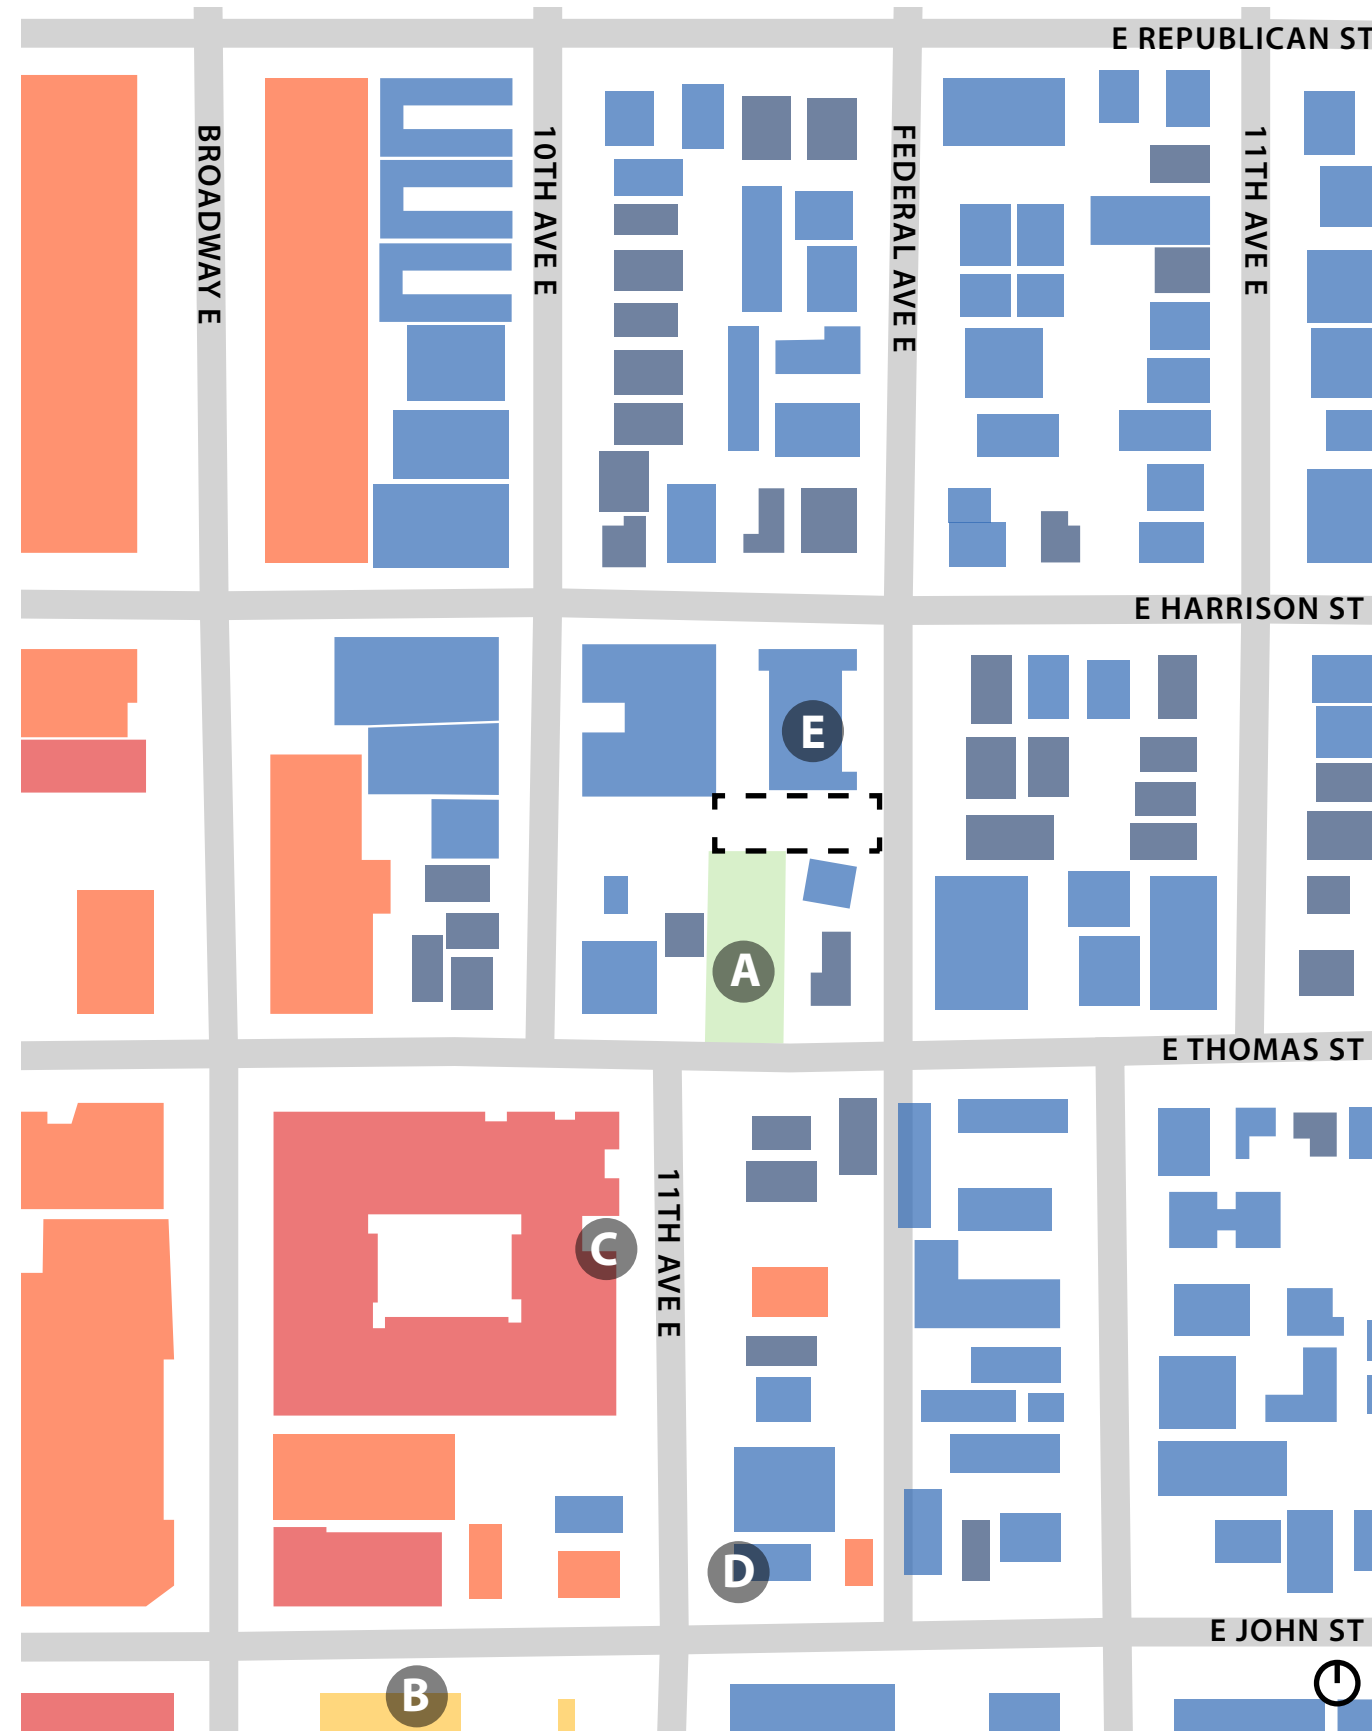 E REPUBLICAN ST
BROADWAY E
10TH AVE E
FEDERAL AVE E
11TH AVE E
E HARRISON ST
E
A
E THOMAS ST
C
11TH AVE E
D
E JOHN ST
B